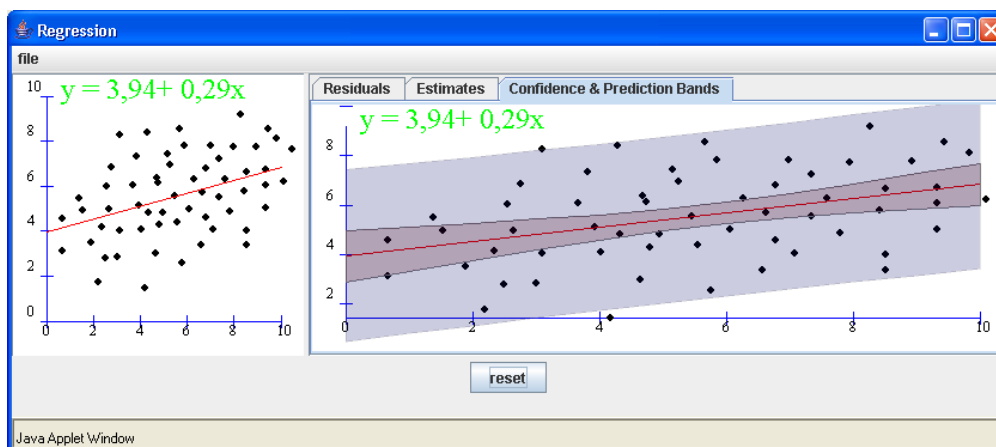 Regression
file
y = 3,94+ 0,29x
10
8
6
4
2
0
0 2 4 6 8 10
Residuals Estimates Confidence & Prediction Bands
y = 3,94+ 0,29x
8
6
4
2
0 2 4 6 8 10
reset
Java Applet Window